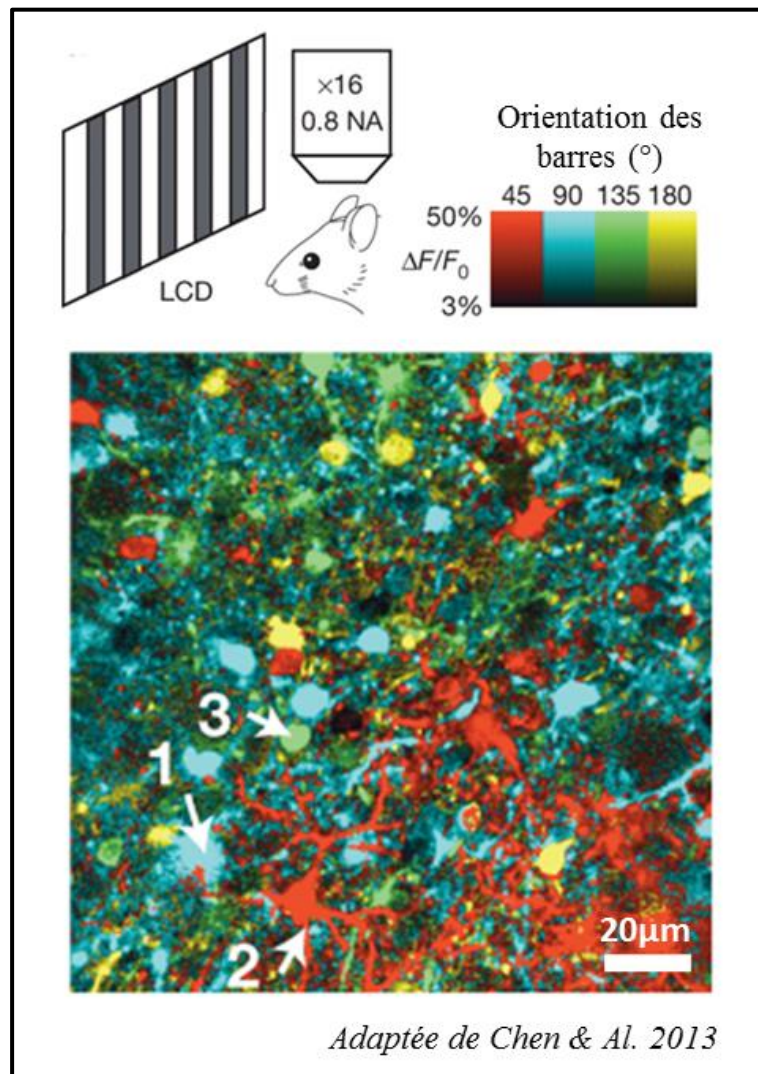 ×16
0.8 NA
LCD
Orientation des
barres (°)
45 90 135 180
50%
ΔF/F0
3%
3
1
2
20µm
Adaptée de Chen & Al. 2013